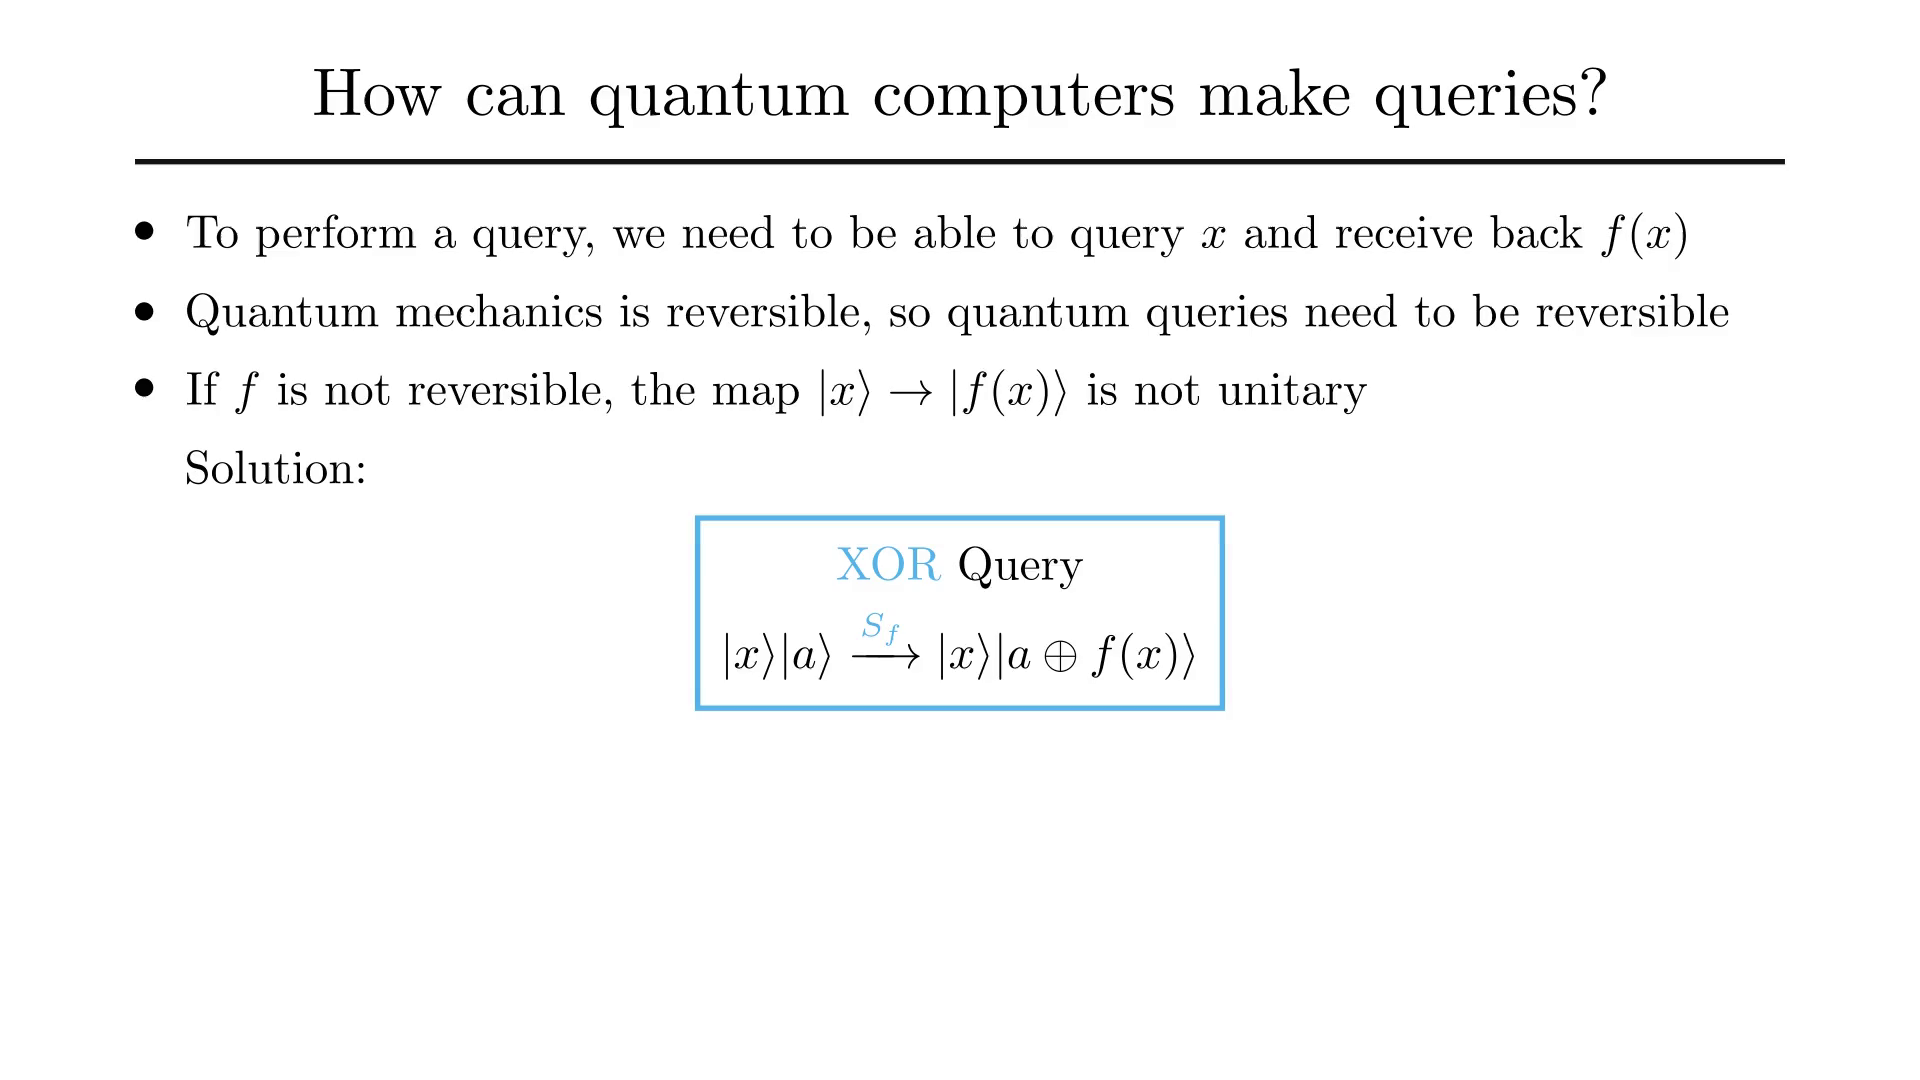 How can quantum computers make queries?
• To perform a query, we need to be able to query x and receive back f(x)
• Quantum mechanics is reversible, so quantum queries need to be reversible
• If f is not reversible, the map |x⟩ → |f(x)⟩ is not unitary
Solution:
XOR Query
|x⟩|a⟩ —S_f→ |x⟩|a ⊕ f(x)⟩